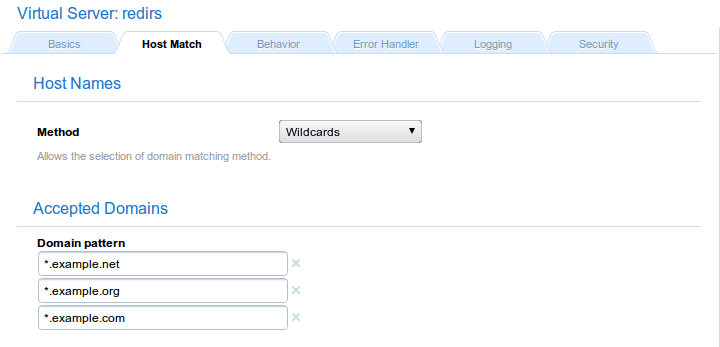 Virtual Server: redirs
Basics Host Match Behavior Error Handler Logging Security
Host Names
Method Wildcards
Allows the selection of domain matching method.
Accepted Domains
Domain pattern
*.example.net
*.example.org
*.example.com